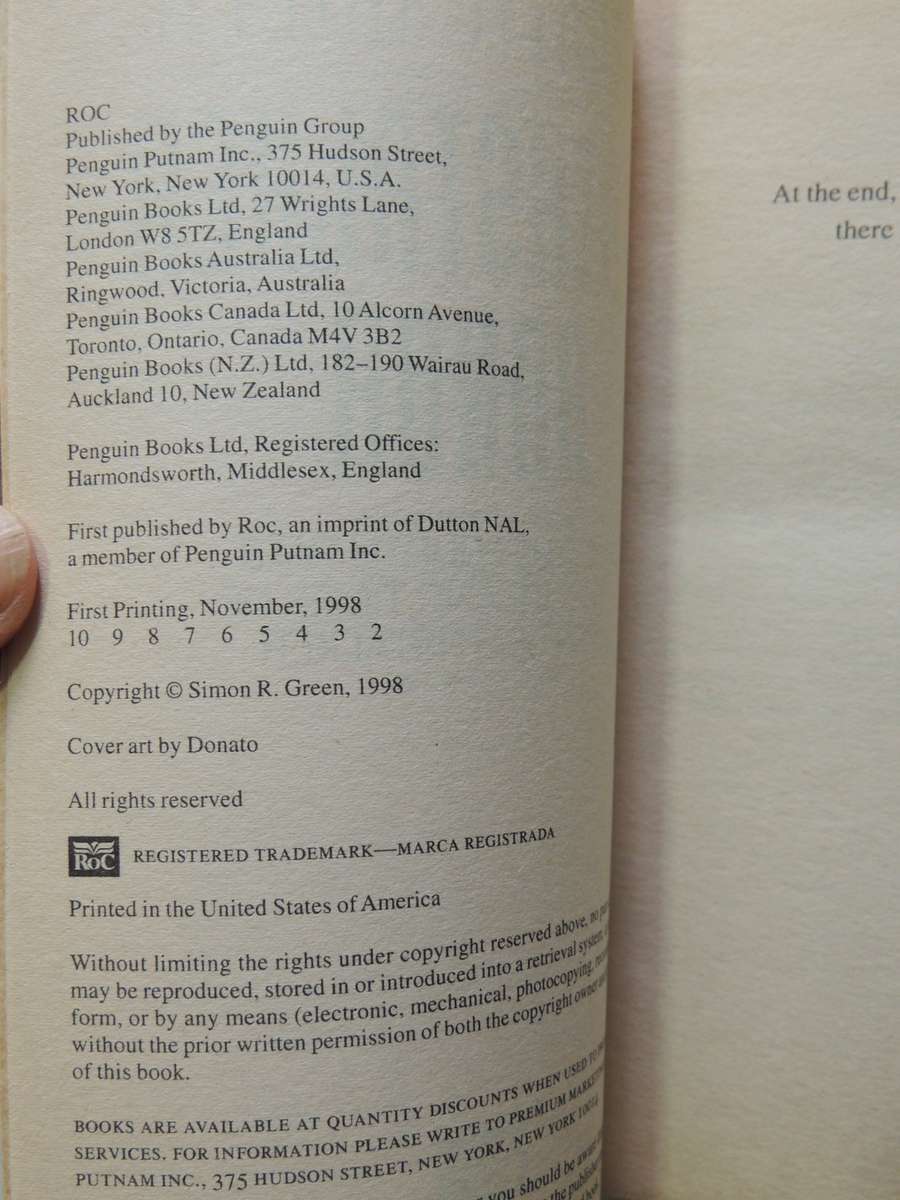 ROC
Published by the Penguin Group
Penguin Putnam Inc., 375 Hudson Street,
New York, New York 10014, U.S.A.
Penguin Books Ltd, 27 Wrights Lane,
London W8 5TZ, England
Penguin Books Australia Ltd,
Ringwood, Victoria, Australia
Penguin Books Canada Ltd, 10 Alcorn Avenue,
Toronto, Ontario, Canada M4V 3B2
Penguin Books (N.Z.) Ltd, 182–190 Wairau Road,
Auckland 10, New Zealand
Penguin Books Ltd, Registered Offices:
Harmondsworth, Middlesex, England
First published by Roc, an imprint of Dutton NAL,
a member of Penguin Putnam Inc.
First Printing, November, 1998
10 9 8 7 6 5 4 3 2
Copyright © Simon R. Green, 1998
Cover art by Donato
All rights reserved
ROC REGISTERED TRADEMARK—MARCA REGISTRADA
Printed in the United States of America
Without limiting the rights under copyright reserved above, no
may be reproduced, stored in or introduced into a retrieval system,
form, or by any means (electronic, mechanical, photocopying,
without the prior written permission of both the copyright owner
of this book.
BOOKS ARE AVAILABLE AT QUANTITY DISCOUNTS WHEN USED TO
SERVICES. FOR INFORMATION PLEASE WRITE TO PREMIUM
PUTNAM INC., 375 HUDSON STREET, NEW YORK, NEW YORK 10014
you should be aware
the publisher
At the end,
there